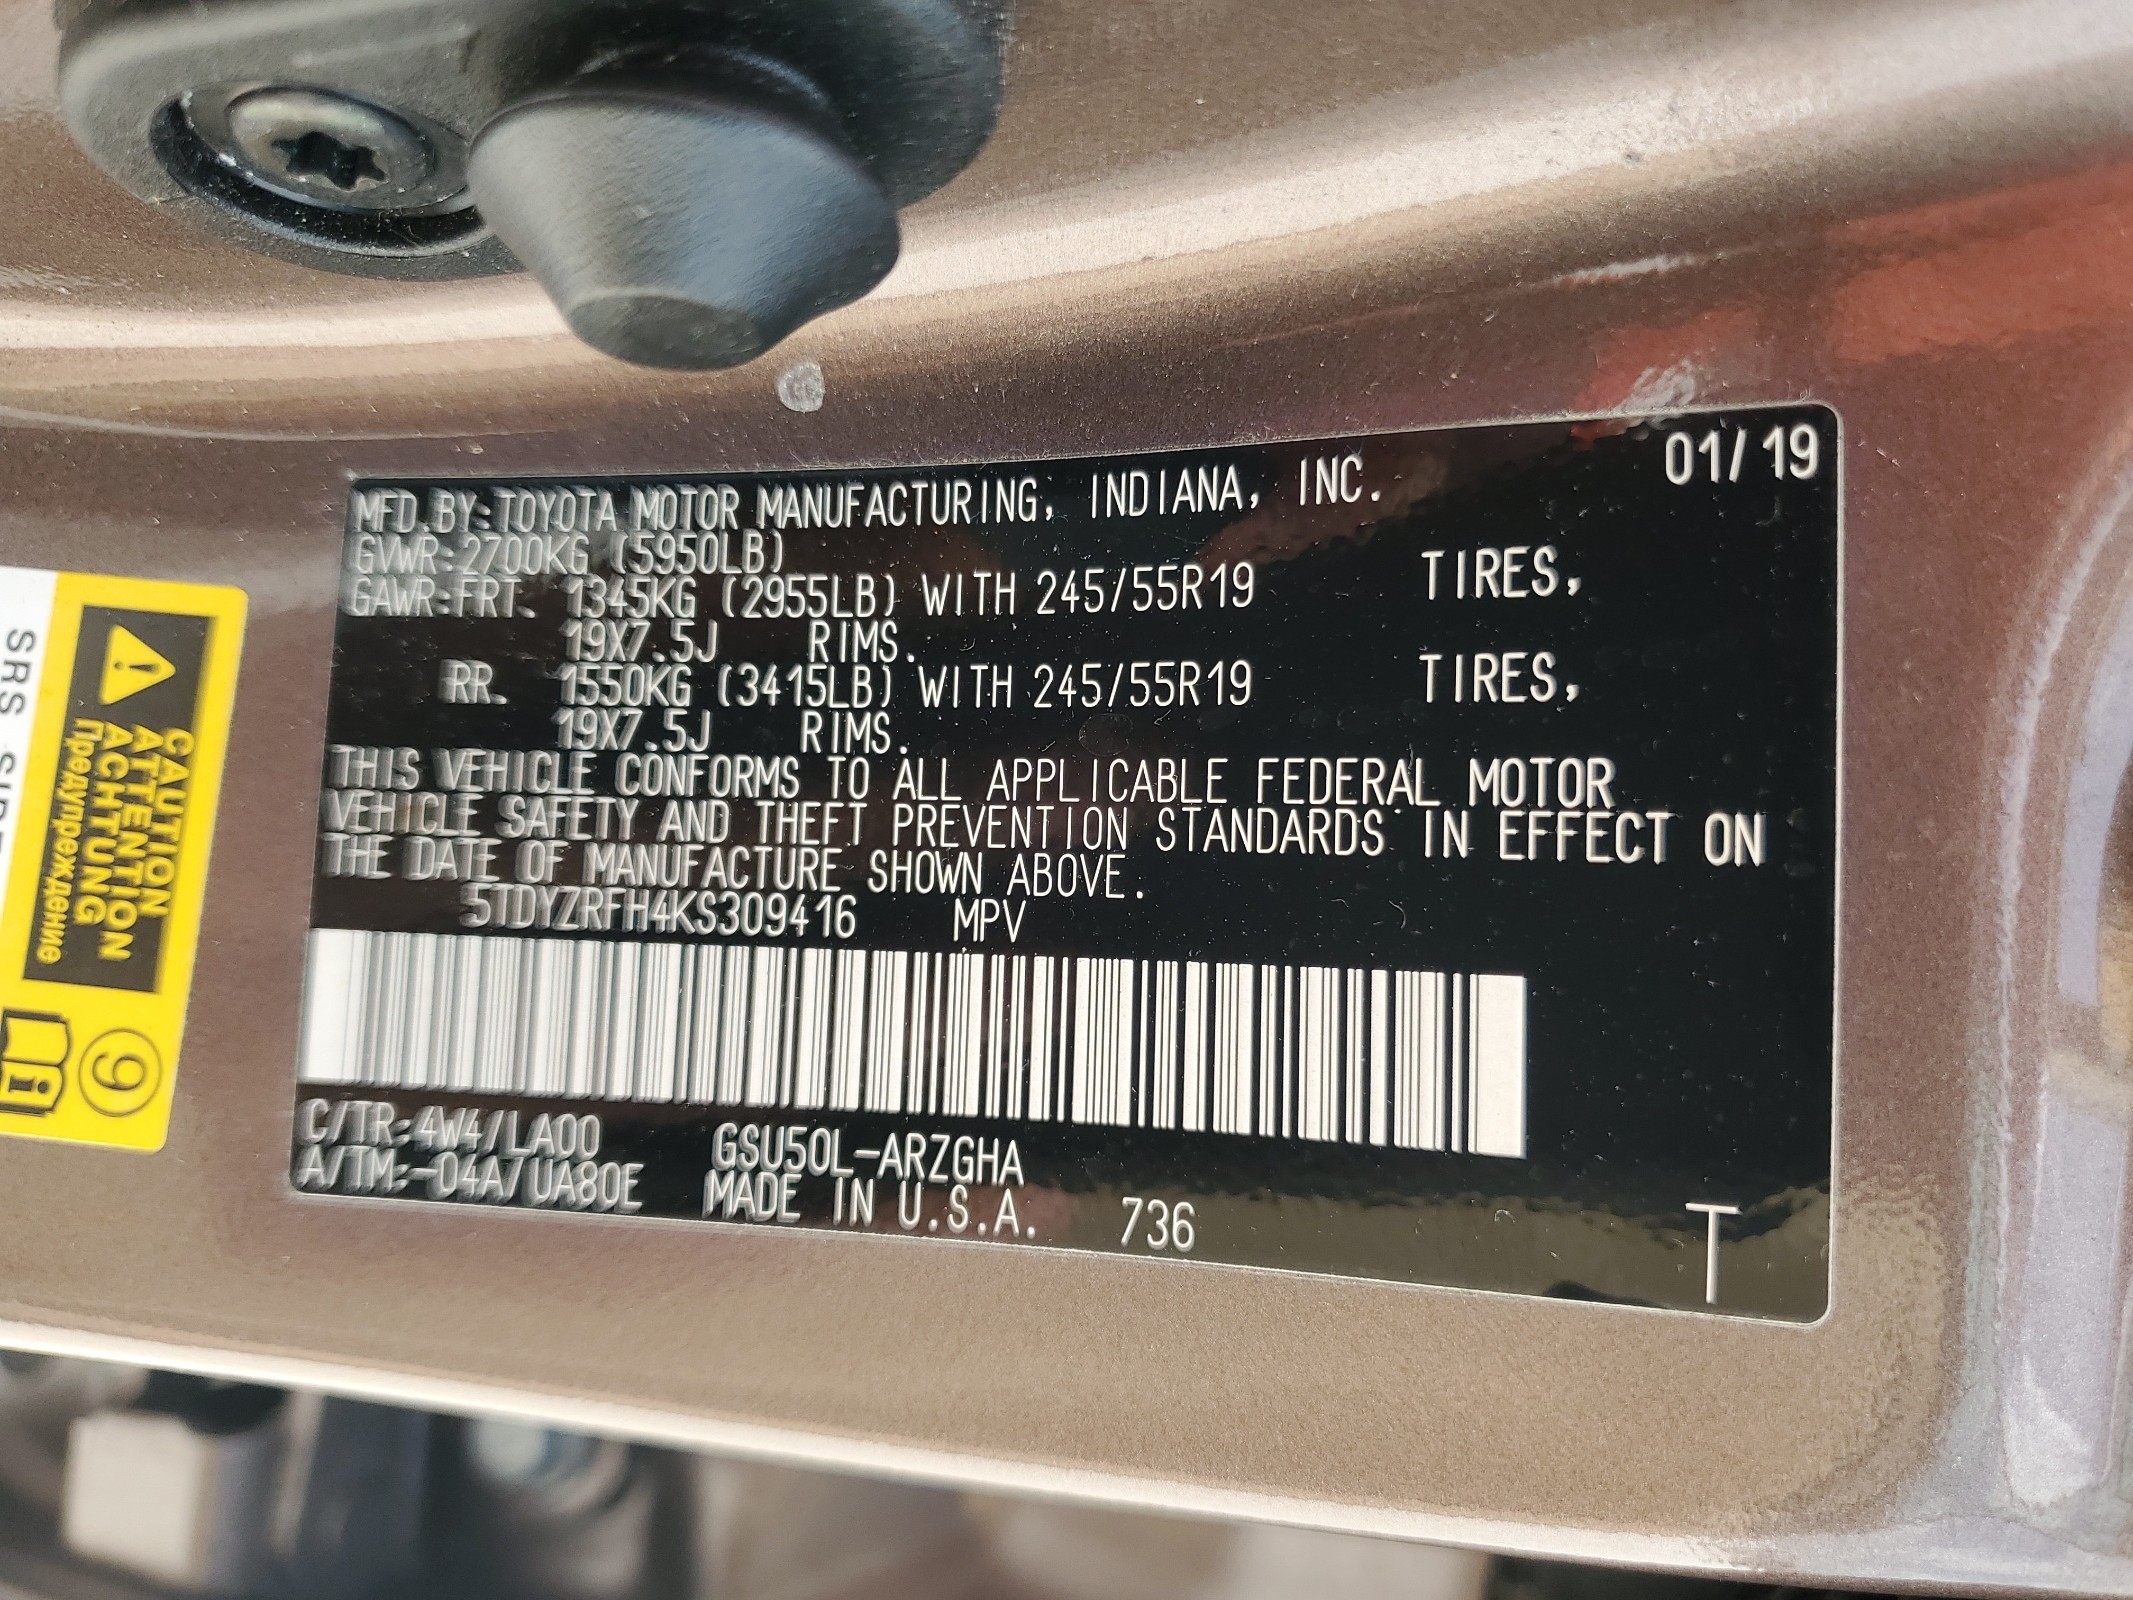 MFD.BY:TOYOTA MOTOR MANUFACTURING, INDIANA, INC. 01/19
GVWR:2700KG (5950LB)
GAWR:FRT. 1345KG (2955LB) WITH 245/55R19 TIRES,
19X7.5J RIMS.
RR. 1550KG (3415LB) WITH 245/55R19 TIRES,
19X7.5J RIMS.
THIS VEHICLE CONFORMS TO ALL APPLICABLE FEDERAL MOTOR
VEHICLE SAFETY AND THEFT PREVENTION STANDARDS IN EFFECT ON
THE DATE OF MANUFACTURE SHOWN ABOVE.
5TDYZRFH4KS309416 MPV
C/TR:4W4/LA00 GSU50L-ARZGHA
A/TM:-04A/UA80E MADE IN U.S.A. 736 T
CAUTION
ATTENTION
ACHTUNG
Предупреждение
9
SRS